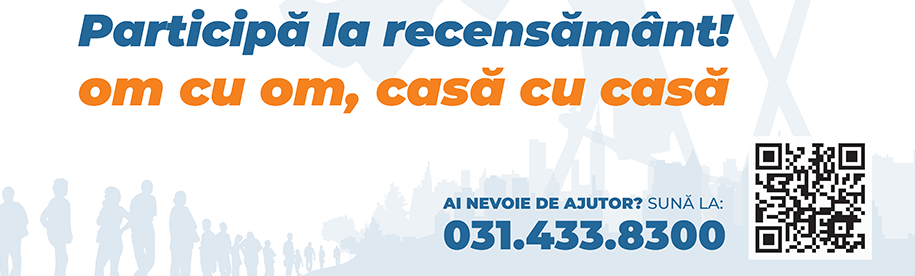 Participă la recensământ!
om cu om, casă cu casă
AI NEVOIE DE AJUTOR? SUNĂ LA:
031.433.8300